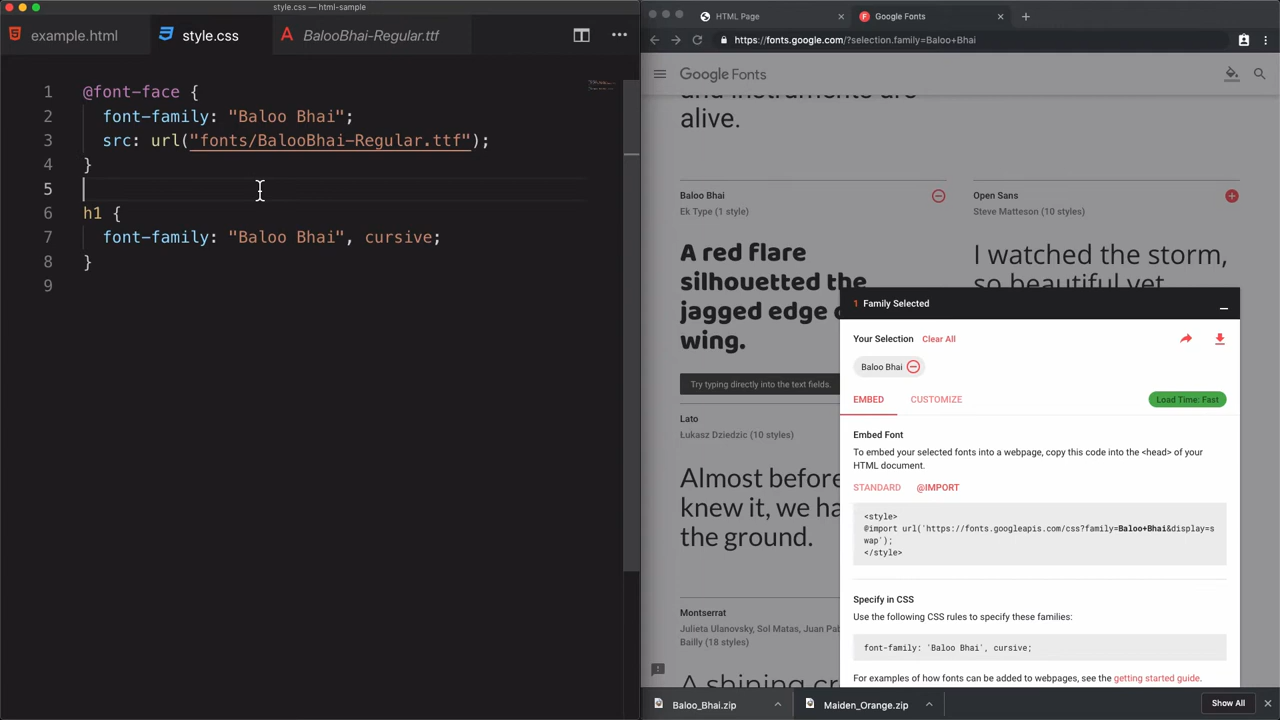 style.css — html-sample
example.html
style.css
BalooBhai-Regular.ttf
1 @font-face {
2 font-family: "Baloo Bhai";
3 src: url("fonts/BalooBhai-Regular.ttf");
4 }
5
6 h1 {
7 font-family: "Baloo Bhai", cursive;
8 }
9
HTML Page
Google Fonts
https://fonts.google.com/?selection.family=Baloo+Bhai
Google Fonts
and instruments are
alive.
Baloo Bhai
Ek Type (1 style)
A red flare
silhouetted the
jagged edge o
wing.
Try typing directly into the text fields.
Open Sans
Steve Matteson (10 styles)
I watched the storm,
so beautiful yet
Lato
Łukasz Dziedzic (10 styles)
Almost before
knew it, we ha
the ground.
Montserrat
Julieta Ulanovsky, Sol Matas, Juan Pab
Bailly (18 styles)
A shining cr
1 Family Selected
Your Selection Clear All
Baloo Bhai
EMBED CUSTOMIZE
Load Time: Fast
Embed Font
To embed your selected fonts into a webpage, copy this code into the <head> of your
HTML document.
STANDARD @IMPORT
<style>
@import url('https://fonts.googleapis.com/css?family=Baloo+Bhai&display=s
wap');
</style>
Specify in CSS
Use the following CSS rules to specify these families:
font-family: 'Baloo Bhai', cursive;
For examples of how fonts can be added to webpages, see the getting started guide.
Baloo_Bhai.zip
Maiden_Orange.zip
Show All